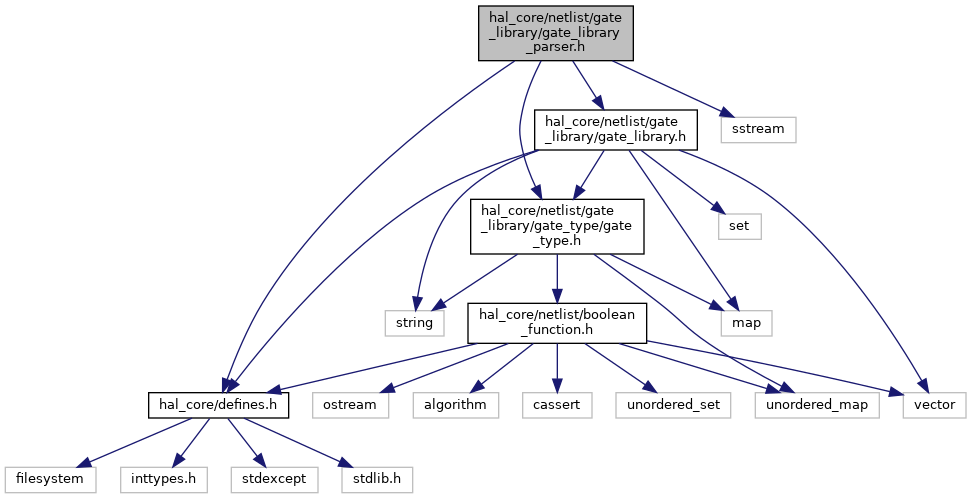 hal_core/netlist/gate
_library/gate_library
_parser.h
hal_core/netlist/gate
_library/gate_library.h
sstream
hal_core/netlist/gate
_library/gate_type/gate
_type.h
set
string
hal_core/netlist/boolean
_function.h
map
hal_core/defines.h
ostream
algorithm
cassert
unordered_set
unordered_map
vector
filesystem
inttypes.h
stdexcept
stdlib.h